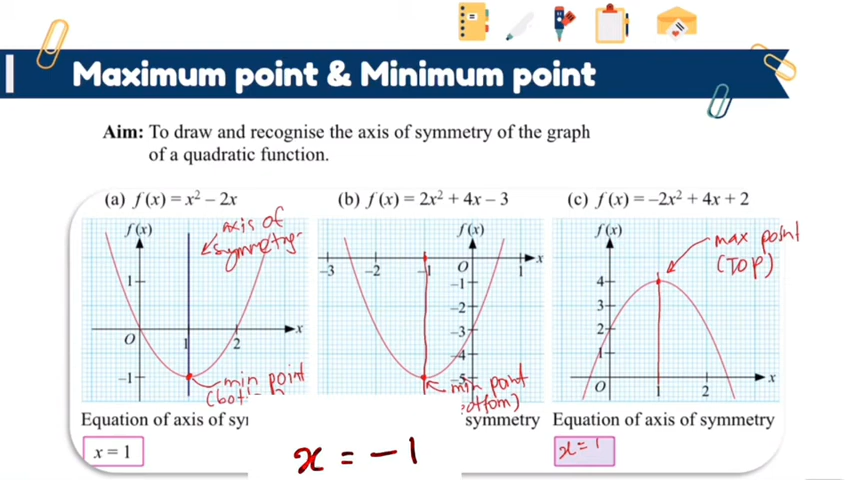 Maximum point & Minimum point
Aim: To draw and recognise the axis of symmetry of the graph
of a quadratic function.
(a) f(x) = x² – 2x
f(x)
Axis of
symmetry
1
O
1
2
x
–1
min point
Equation of axis of sy
x = 1
(b) f(x) = 2x² + 4x – 3
f(x)
–3
–2
–1
O
1
x
–1
–2
–3
–4
–5
min point
symmetry
x = –1
(c) f(x) = –2x² + 4x + 2
f(x)
max point
(TOP)
4
3
2
1
O
1
2
x
Equation of axis of symmetry
x = 1